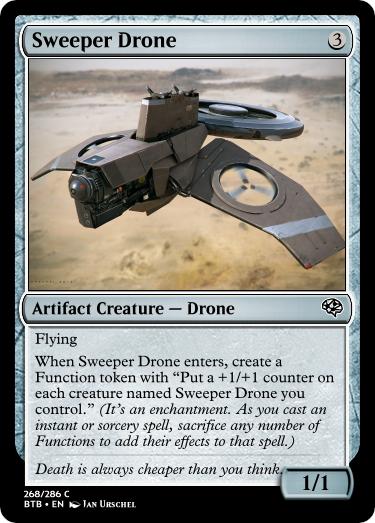 Sweeper Drone 3
Artifact Creature — Drone
Flying
When Sweeper Drone enters, create a
Function token with “Put a +1/+1 counter on
each creature named Sweeper Drone you
control.” (It’s an enchantment. As you cast an
instant or sorcery spell, sacrifice any number of
Functions to add their effects to that spell.)
Death is always cheaper than you think.
1/1
268/286 C
BTB • EN Jan Urschel